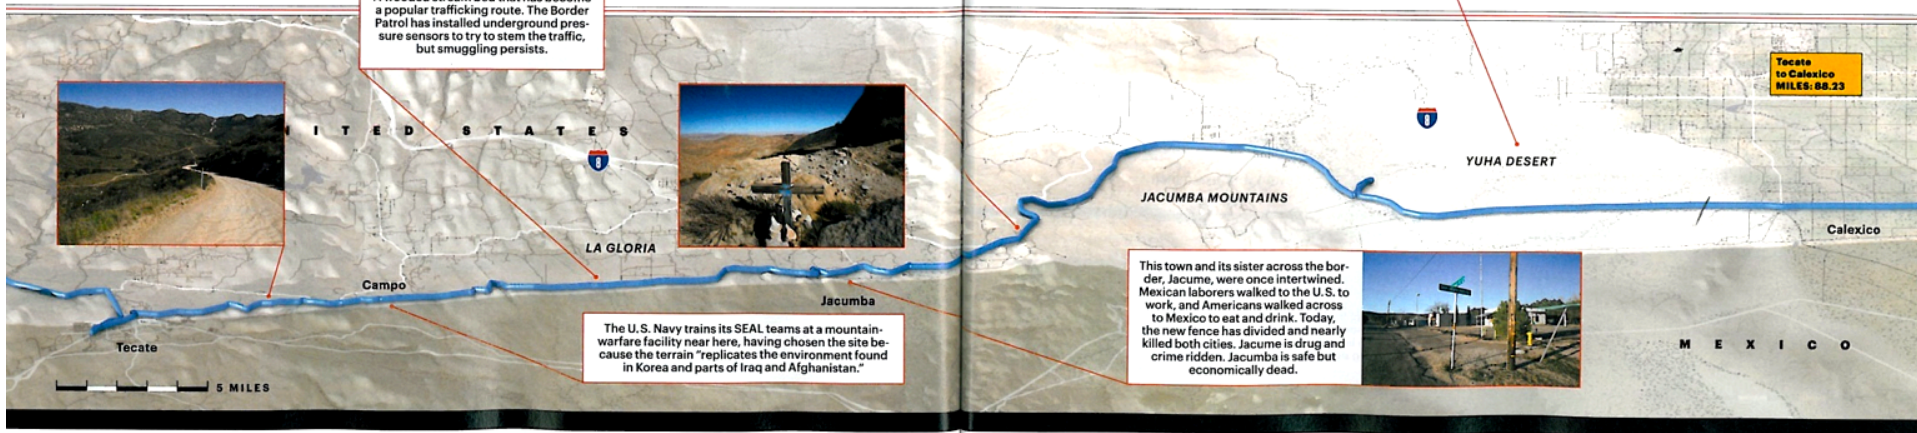 a popular trafficking route. The Border
Patrol has installed underground pres-
sure sensors to try to stem the traffic,
but smuggling persists.
Tecate
to Calexico
MILES: 88.23
NITED STATES
8
8
YUHA DESERT
JACUMBA MOUNTAINS
LA GLORIA
Calexico
Campo
Jacumba
This town and its sister across the bor-
der, Jacume, were once intertwined.
Mexican laborers walked to the U.S. to
work, and Americans walked across
to Mexico to eat and drink. Today,
the new fence has divided and nearly
killed both cities. Jacume is drug and
crime ridden. Jacumba is safe but
economically dead.
The U.S. Navy trains its SEAL teams at a mountain-
warfare facility near here, having chosen the site be-
cause the terrain "replicates the environment found
in Korea and parts of Iraq and Afghanistan."
Tecate
MEXICO
5 MILES